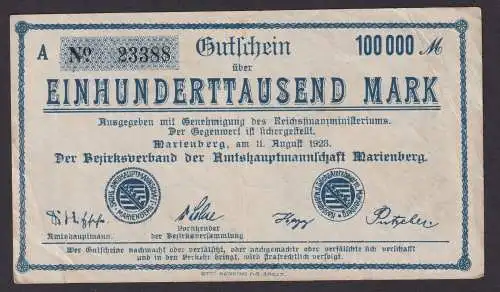 A № 23388 Gutschein 100000 M
über
EINHUNDERTTAUSEND MARK
Ausgegeben mit Genehmigung des Reichsfinanzministeriums.
Der Gegenwert ist sichergestellt.
Marienberg, am 11. August 1923.
Der Bezirksverband der Amtshauptmannschaft Marienberg.
Amtshauptmann.
Vorsitzender
der Bezirksversammlung
Wer Gutscheine nachmacht oder verfälscht, oder nachgemachte oder verfälschte sich verschafft
und in den Verkehr bringt, wird strafrechtlich verfolgt.